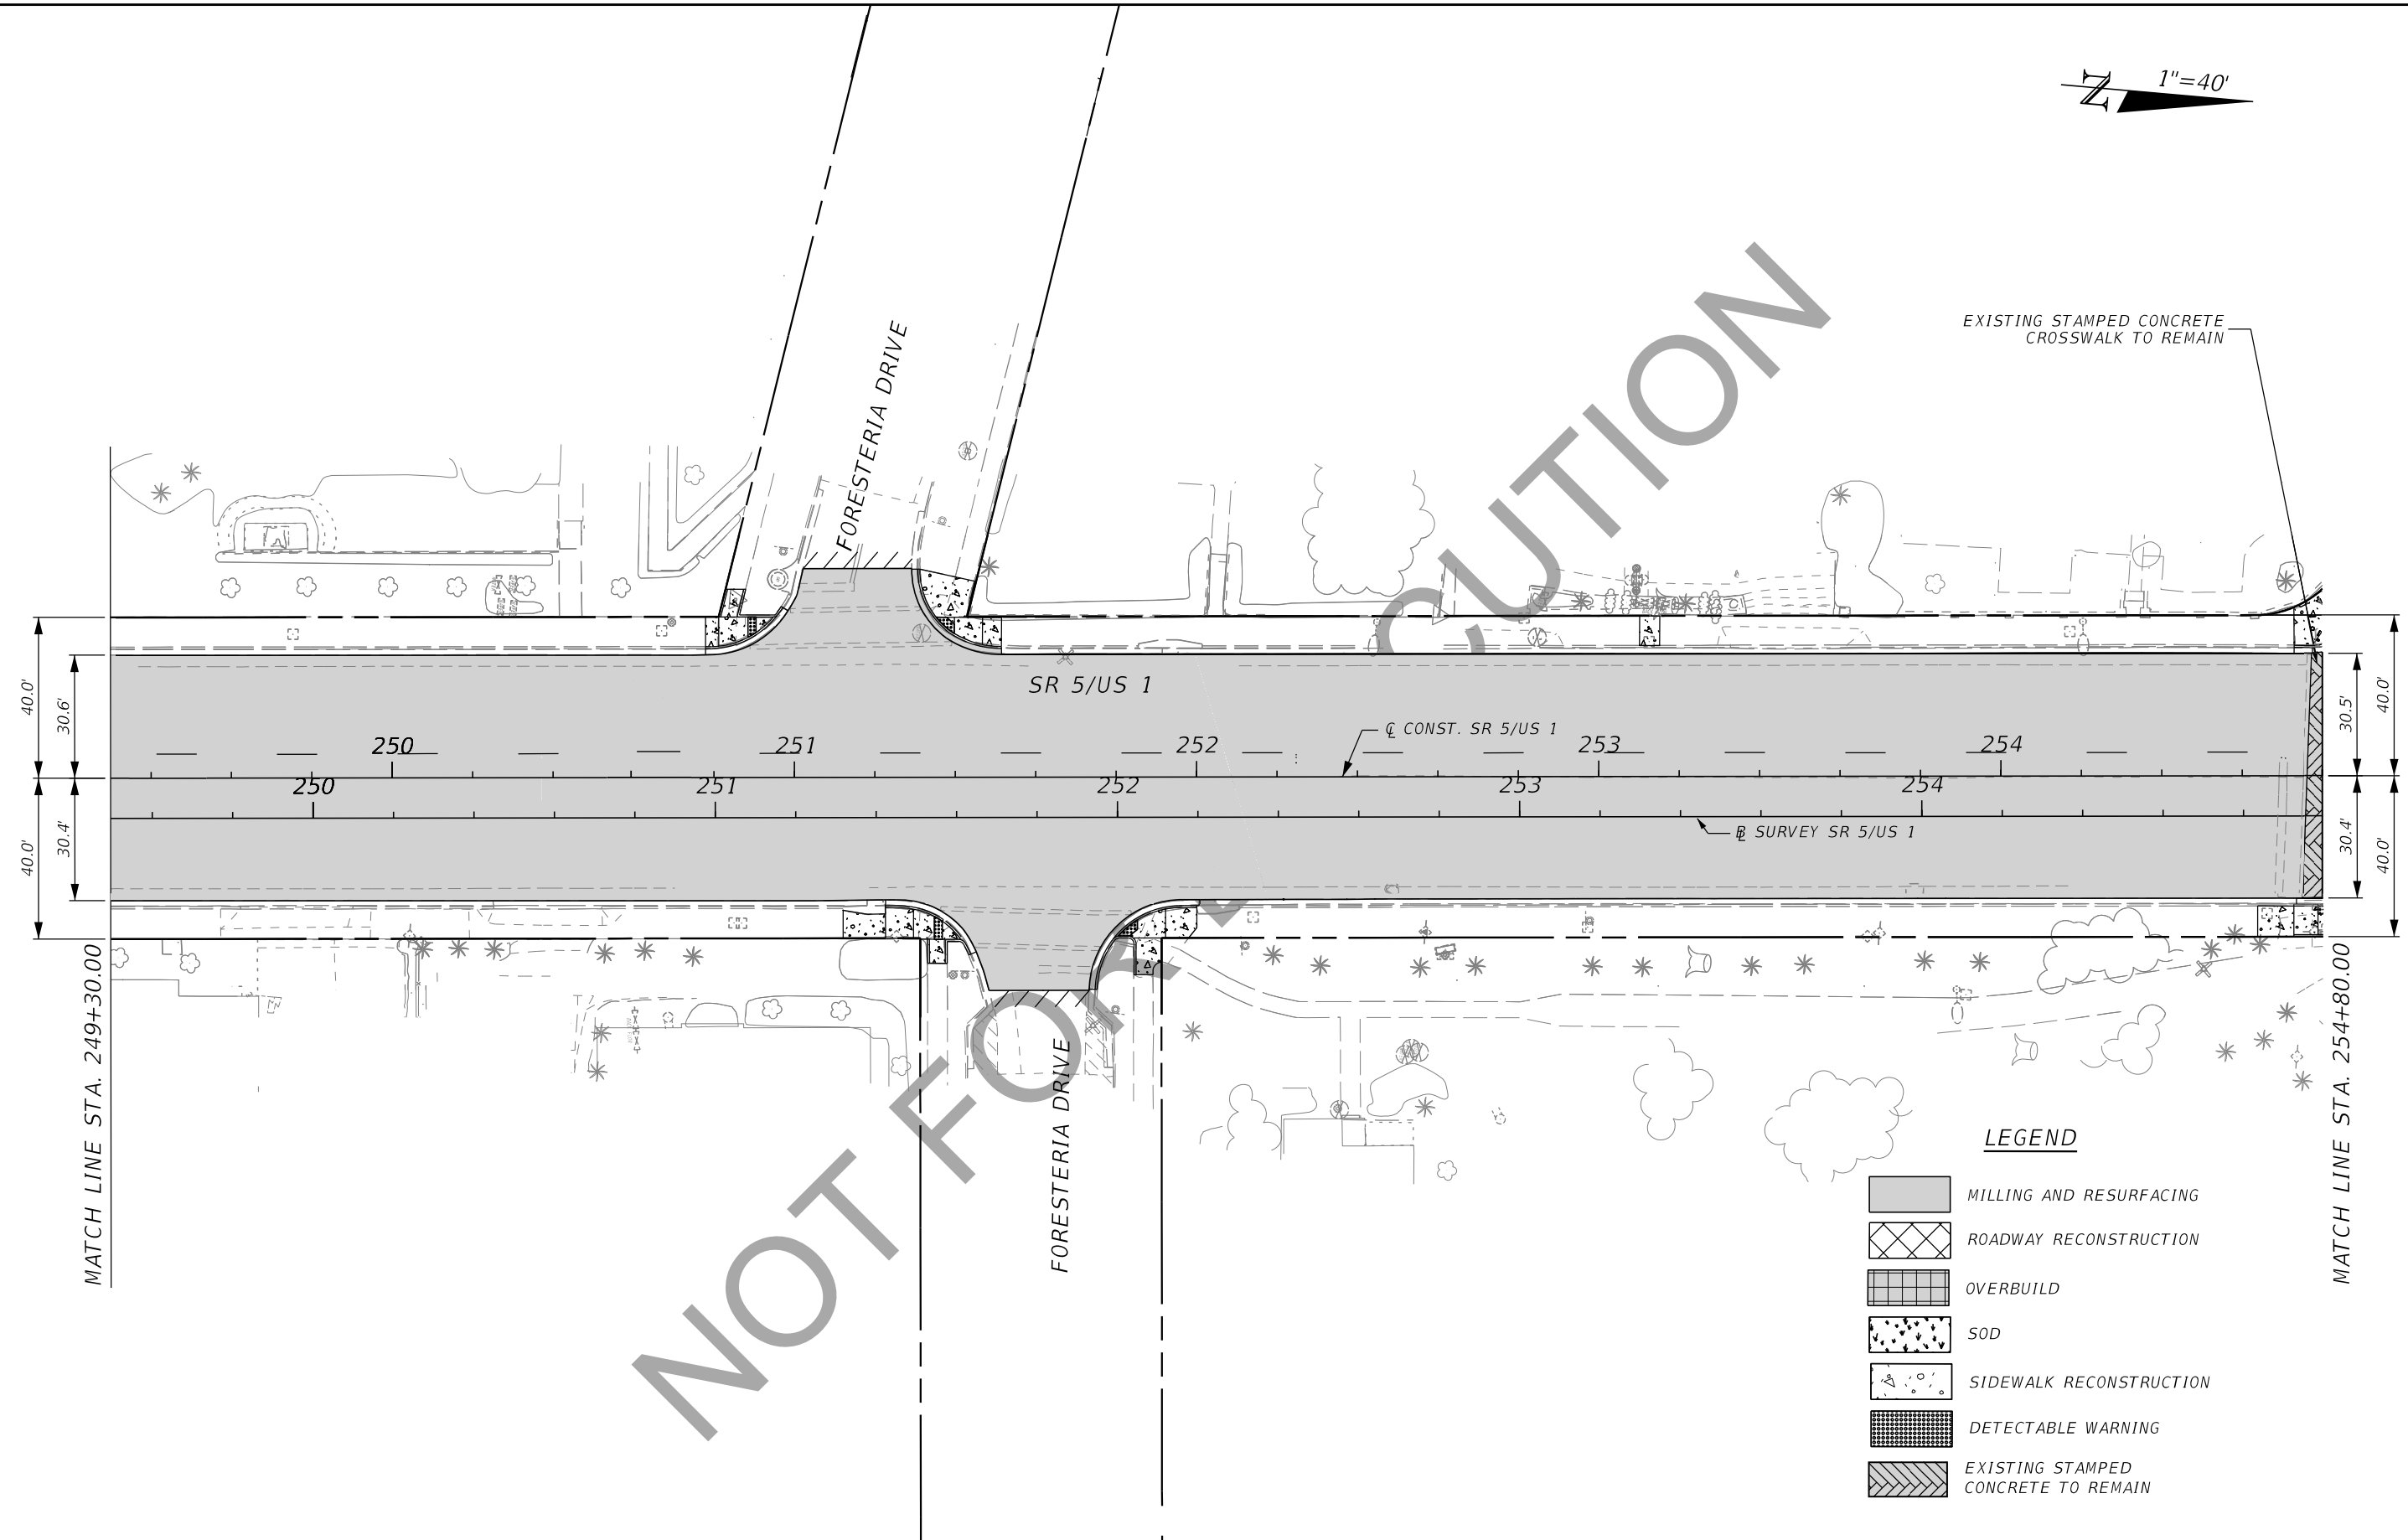 N
1"=40'
EXISTING STAMPED CONCRETE
CROSSWALK TO REMAIN
FORESTERIA DRIVE
SR 5/US 1
℄ CONST. SR 5/US 1
250 251 252 253 254
250 251 252 253 254
BL SURVEY SR 5/US 1
40.0'
30.6'
40.0'
30.4'
30.5'
40.0'
30.4'
40.0'
MATCH LINE STA. 249+30.00
MATCH LINE STA. 254+80.00
FORESTERIA DRIVE
LEGEND
MILLING AND RESURFACING
ROADWAY RECONSTRUCTION
OVERBUILD
SOD
SIDEWALK RECONSTRUCTION
DETECTABLE WARNING
EXISTING STAMPED
CONCRETE TO REMAIN
NOT FOR
CUTION